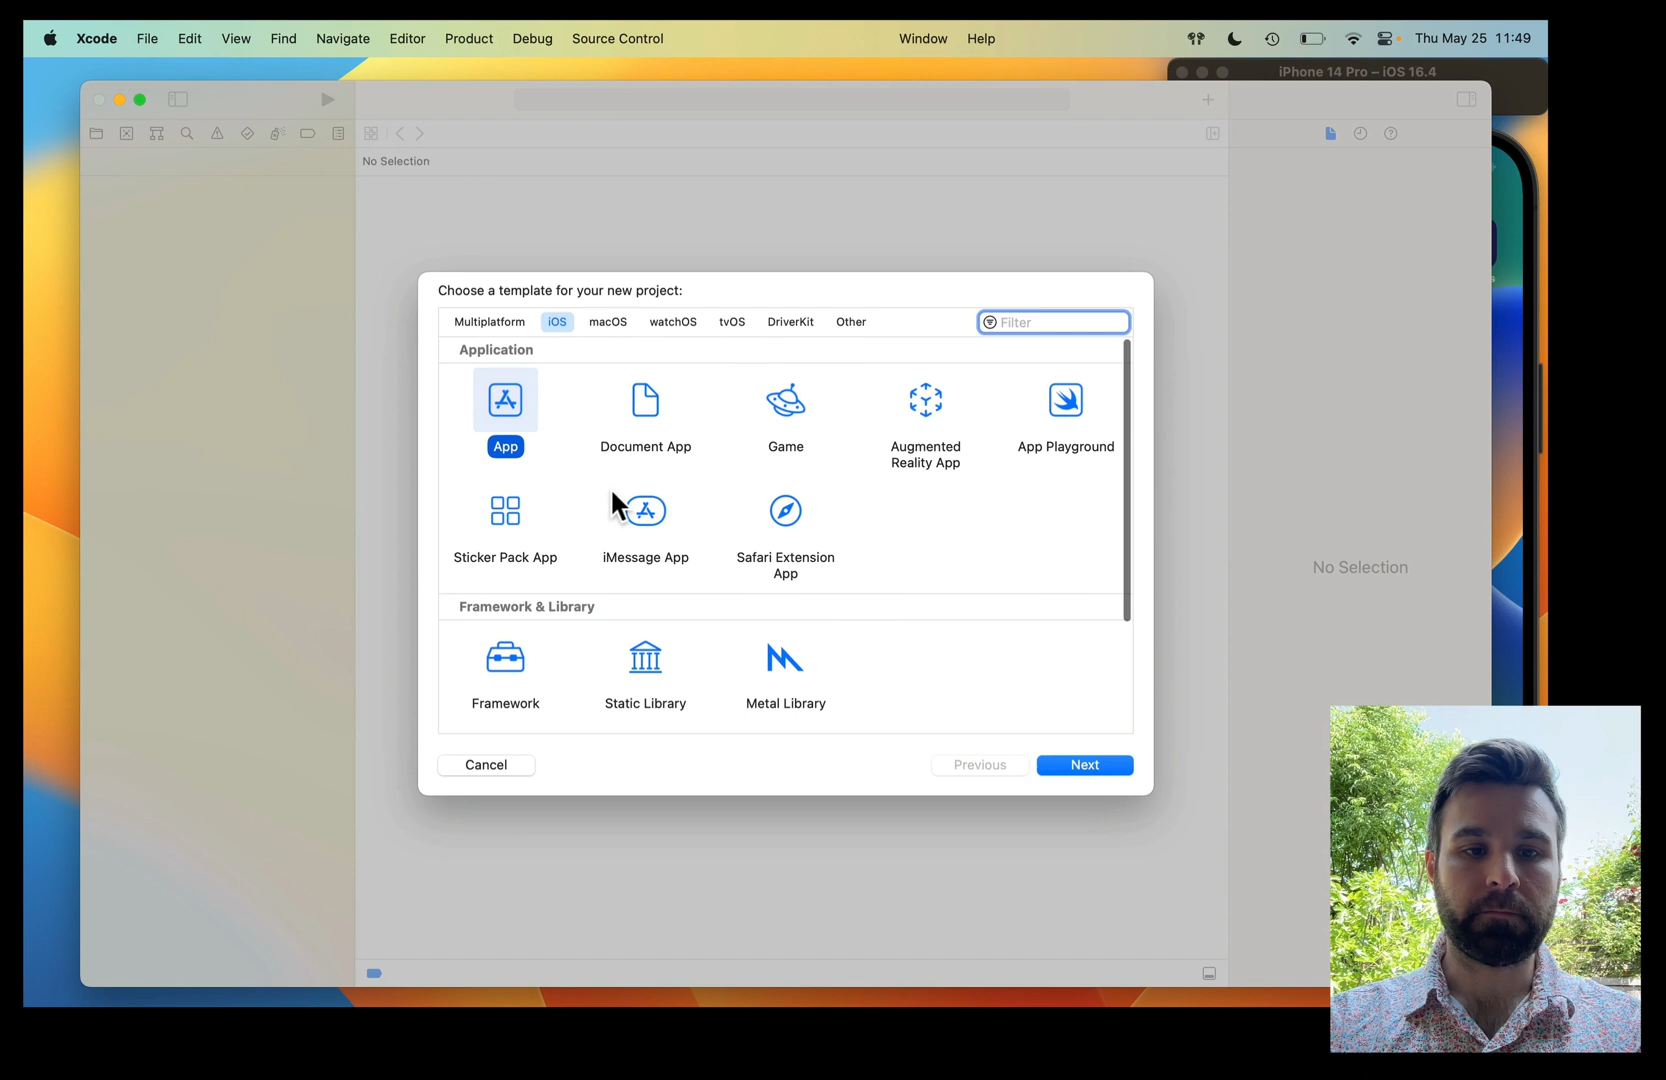 Xcode File Edit View Find Navigate Editor Product Debug Source Control Window Help Thu May 25 11:49
iPhone 14 Pro – iOS 16.4
No Selection
Choose a template for your new project:
Multiplatform iOS macOS watchOS tvOS DriverKit Other Filter
Application
App Document App Game Augmented Reality App App Playground
Sticker Pack App iMessage App Safari Extension App
No Selection
Framework & Library
Framework Static Library Metal Library
Cancel Previous Next